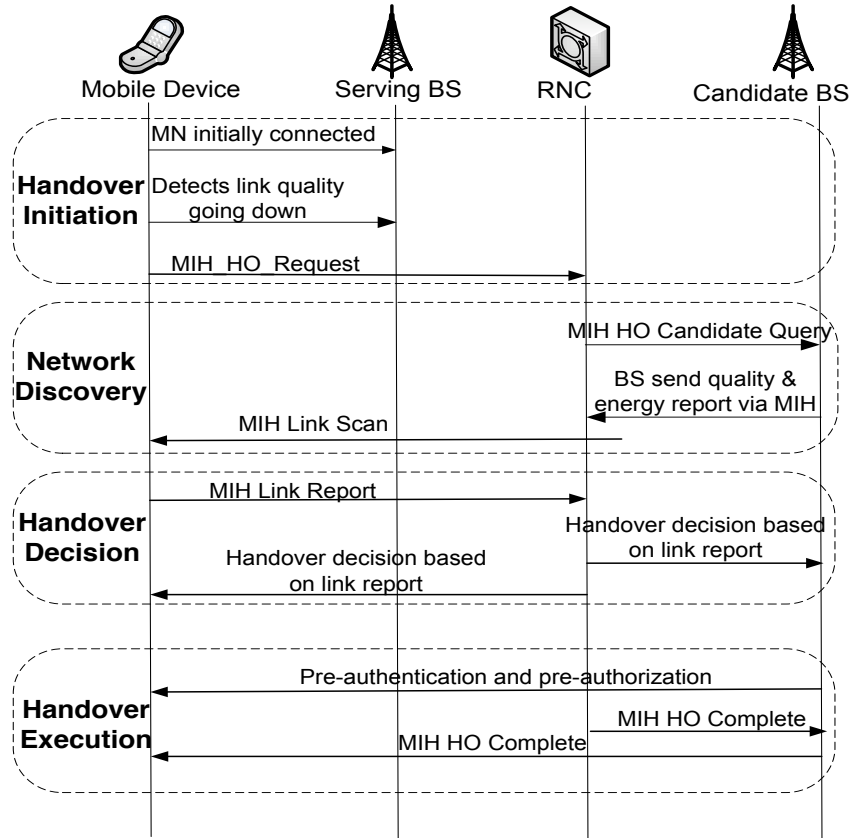 Mobile Device
Serving BS
RNC
Candidate BS
MN initially connected
Handover
Initiation
Detects link quality
going down
MIH_HO_Request
MIH HO Candidate Query
Network
Discovery
BS send quality &
energy report via MIH
MIH Link Scan
MIH Link Report
Handover
Decision
Handover decision based
on link report
Handover decision based
on link report
Pre-authentication and pre-authorization
Handover
Execution
MIH HO Complete
MIH HO Complete